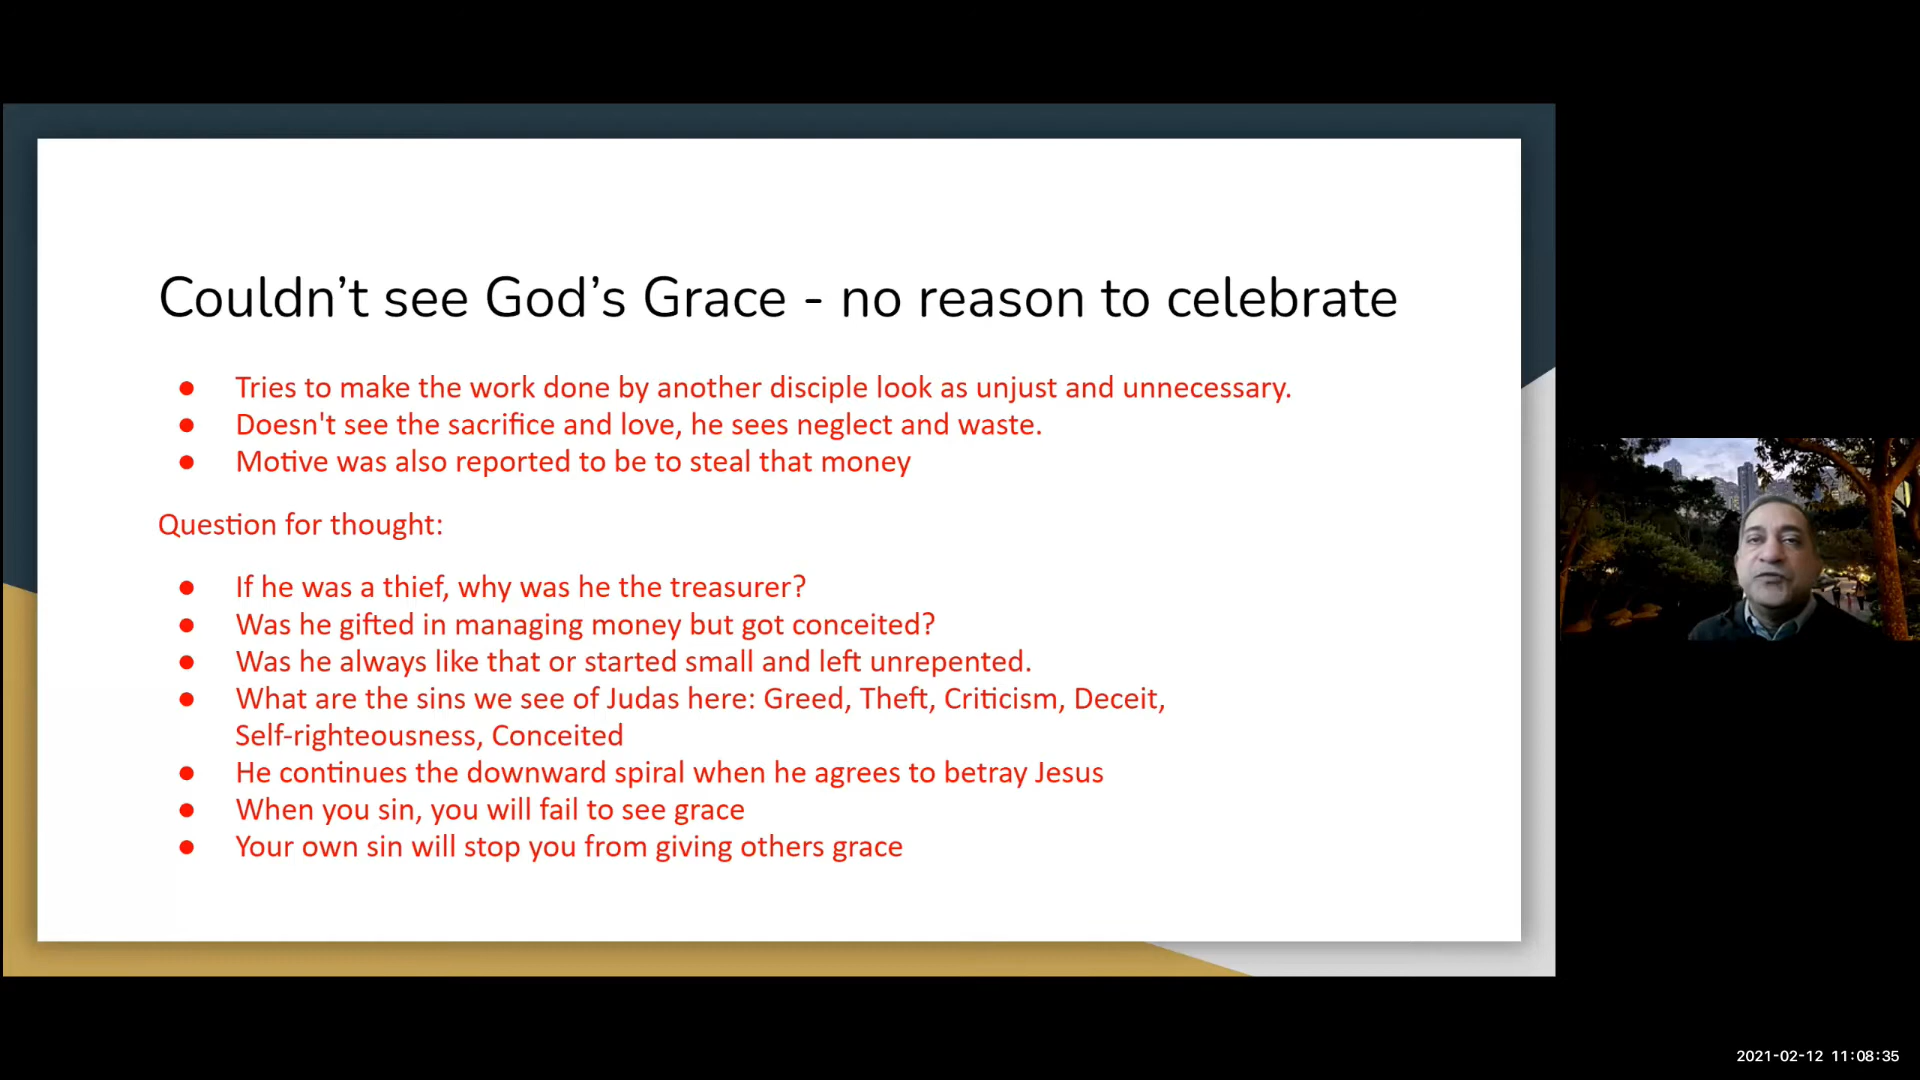 Couldn’t see God’s Grace - no reason to celebrate
● Tries to make the work done by another disciple look as unjust and unnecessary.
● Doesn't see the sacrifice and love, he sees neglect and waste.
● Motive was also reported to be to steal that money
Question for thought:
● If he was a thief, why was he the treasurer?
● Was he gifted in managing money but got conceited?
● Was he always like that or started small and left unrepented.
● What are the sins we see of Judas here: Greed, Theft, Criticism, Deceit,
Self-righteousness, Conceited
● He continues the downward spiral when he agrees to betray Jesus
● When you sin, you will fail to see grace
● Your own sin will stop you from giving others grace
2021-02-12 11:08:35